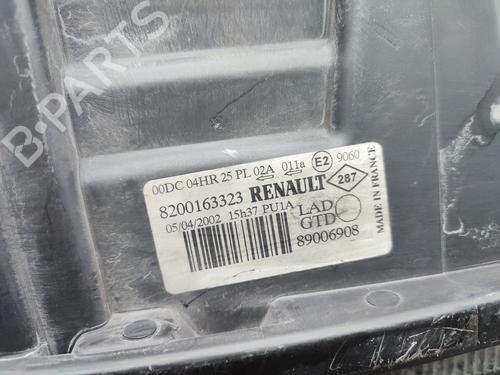 B-PARTS
00DC 04HR 25 PL 02A 011a E2 9060
8200163323 RENAULT 287
05/04/2002 15h37 PU1A LAD
GTD
89006908
MADE IN FRANCE